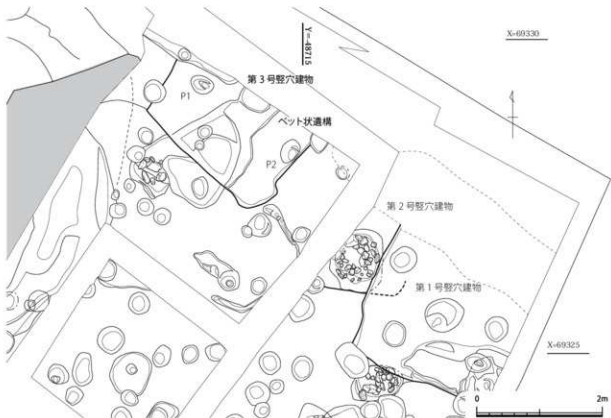 X=69330
Y=-48715
第３号竪穴建物
P1
ベット状遺構
P2
第２号竪穴建物
第１号竪穴建物
X=69325
0
2m